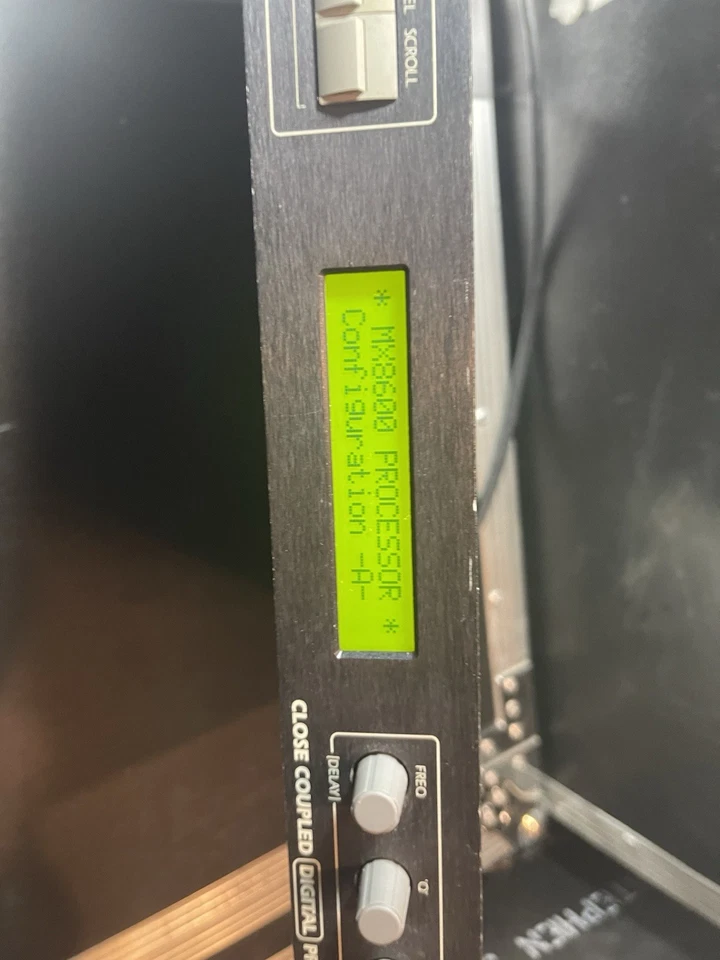 SCROLL
* MX8600 PROCESSOR *
Configuration -A-
FREQ
"Q"
[DELAY]
CLOSE COUPLED DIGITAL